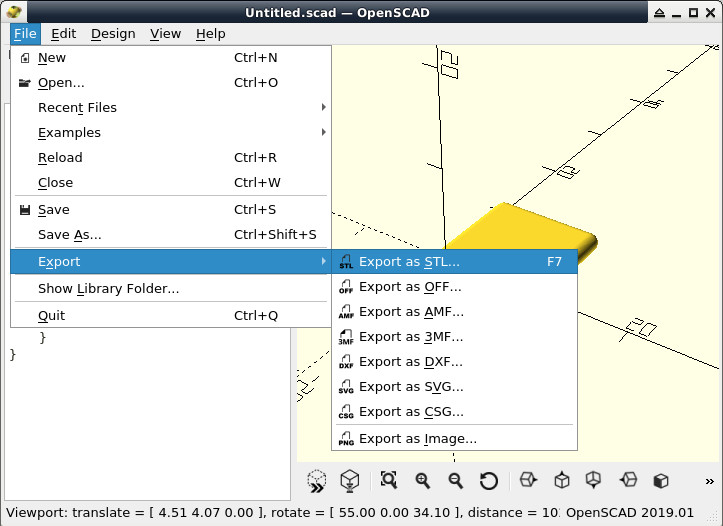 Untitled.scad — OpenSCAD
File Edit Design View Help
New Ctrl+N
Open... Ctrl+O
Recent Files
Examples
Reload Ctrl+R
Close Ctrl+W
Save Ctrl+S
Save As... Ctrl+Shift+S
Export
Show Library Folder...
Quit Ctrl+Q
STL Export as STL... F7
OFF Export as OFF...
AMF Export as AMF...
3MF Export as 3MF...
DXF Export as DXF...
SVG Export as SVG...
CSG Export as CSG...
PNG Export as Image...
}
}
20
10
20
»
Viewport: translate = [ 4.51 4.07 0.00 ], rotate = [ 55.00 0.00 34.10 ], distance = 10 OpenSCAD 2019.01